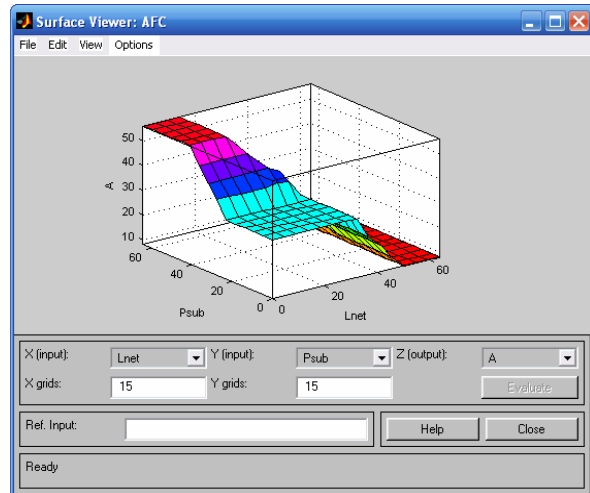 Surface Viewer: AFC
File Edit View Options
50
40
30
20
10
A
60
40
20
0
Psub
0
20
40
60
Lnet
X (input): Lnet Y (input): Psub Z (output): A
X grids: 15 Y grids: 15 Evaluate
Ref. Input: Help Close
Ready